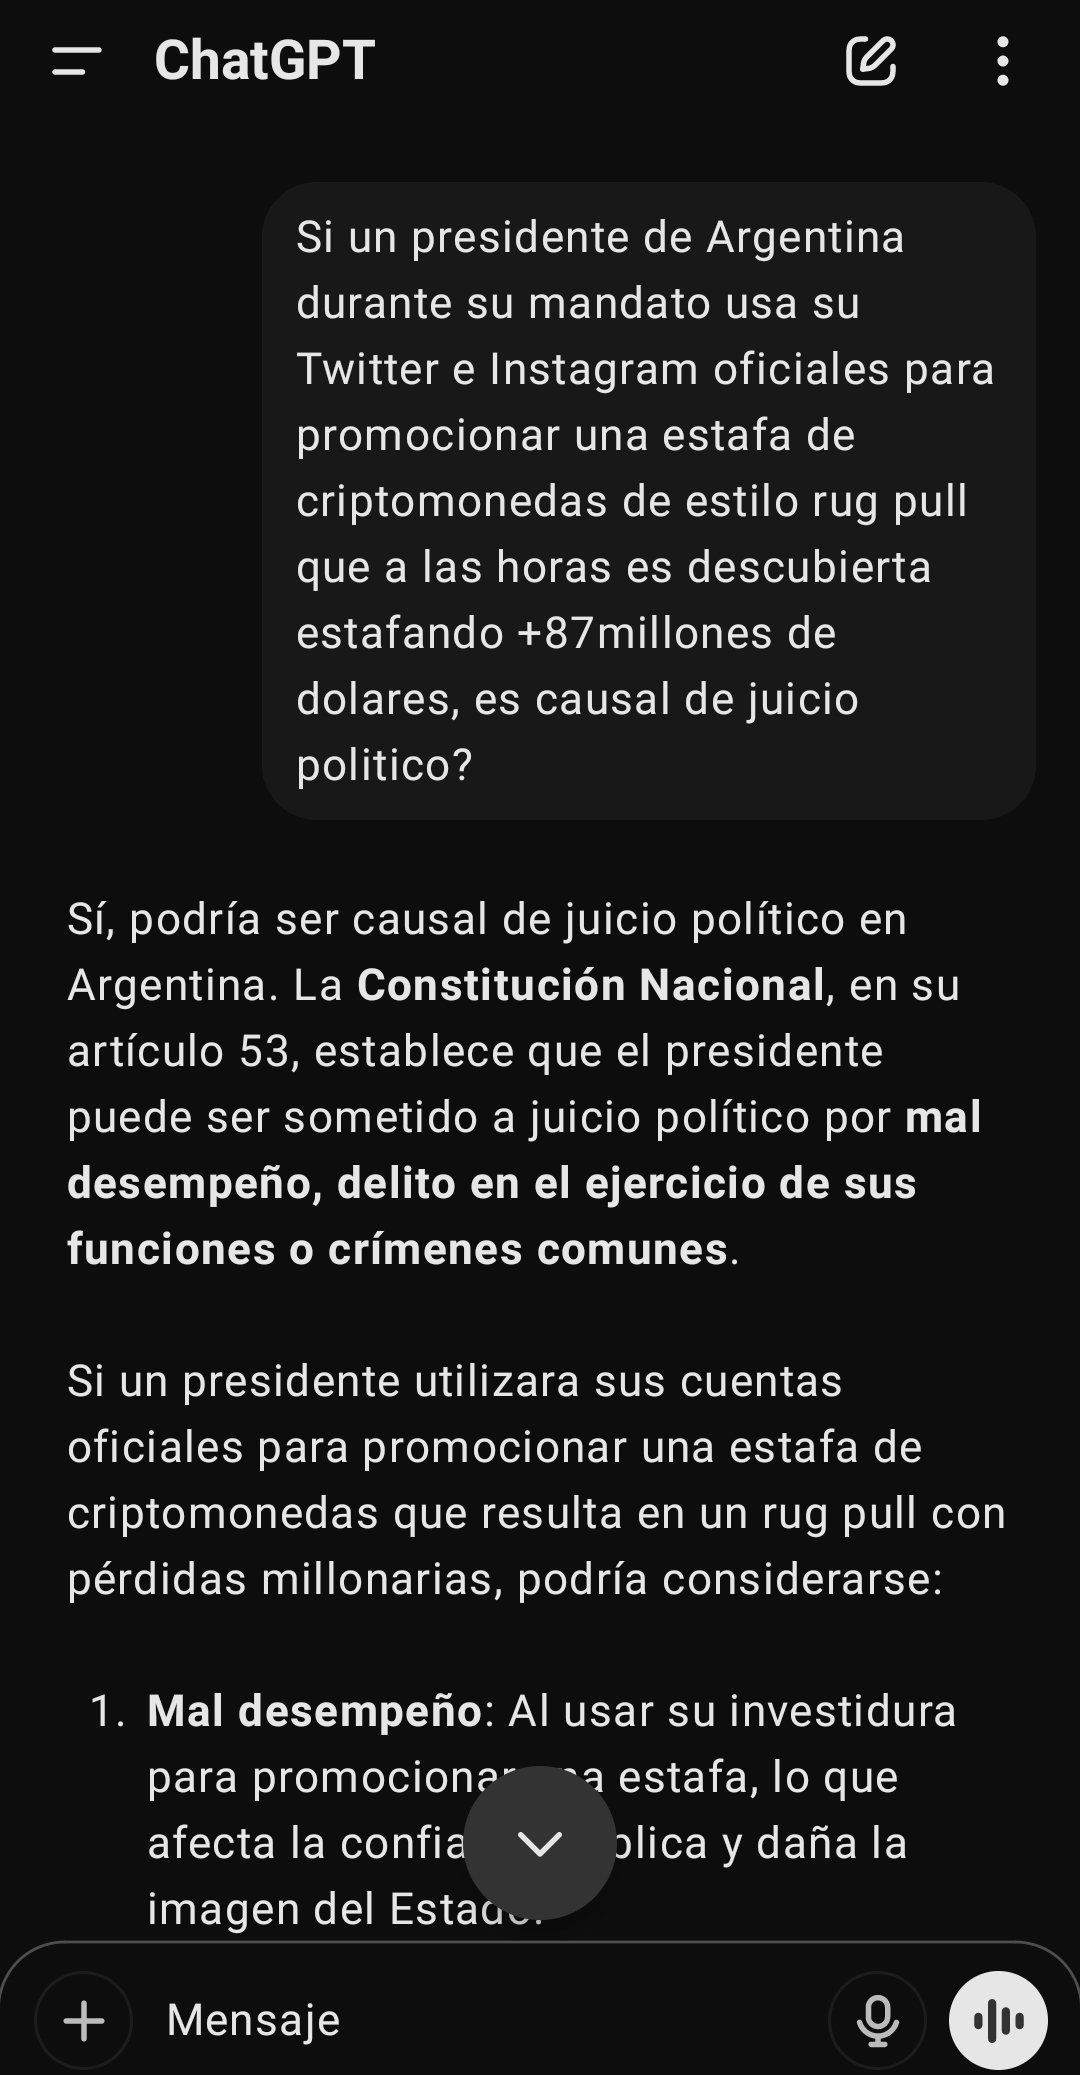 ChatGPT
Si un presidente de Argentina
durante su mandato usa su
Twitter e Instagram oficiales para
promocionar una estafa de
criptomonedas de estilo rug pull
que a las horas es descubierta
estafando +87millones de
dolares, es causal de juicio
politico?
Sí, podría ser causal de juicio político en
Argentina. La Constitución Nacional, en su
artículo 53, establece que el presidente
puede ser sometido a juicio político por mal
desempeño, delito en el ejercicio de sus
funciones o crímenes comunes.
Si un presidente utilizara sus cuentas
oficiales para promocionar una estafa de
criptomonedas que resulta en un rug pull con
pérdidas millonarias, podría considerarse:
1. Mal desempeño: Al usar su investidura
para promocionar estafa, lo que
afecta la y daña la
imagen del Estado.
Mensaje